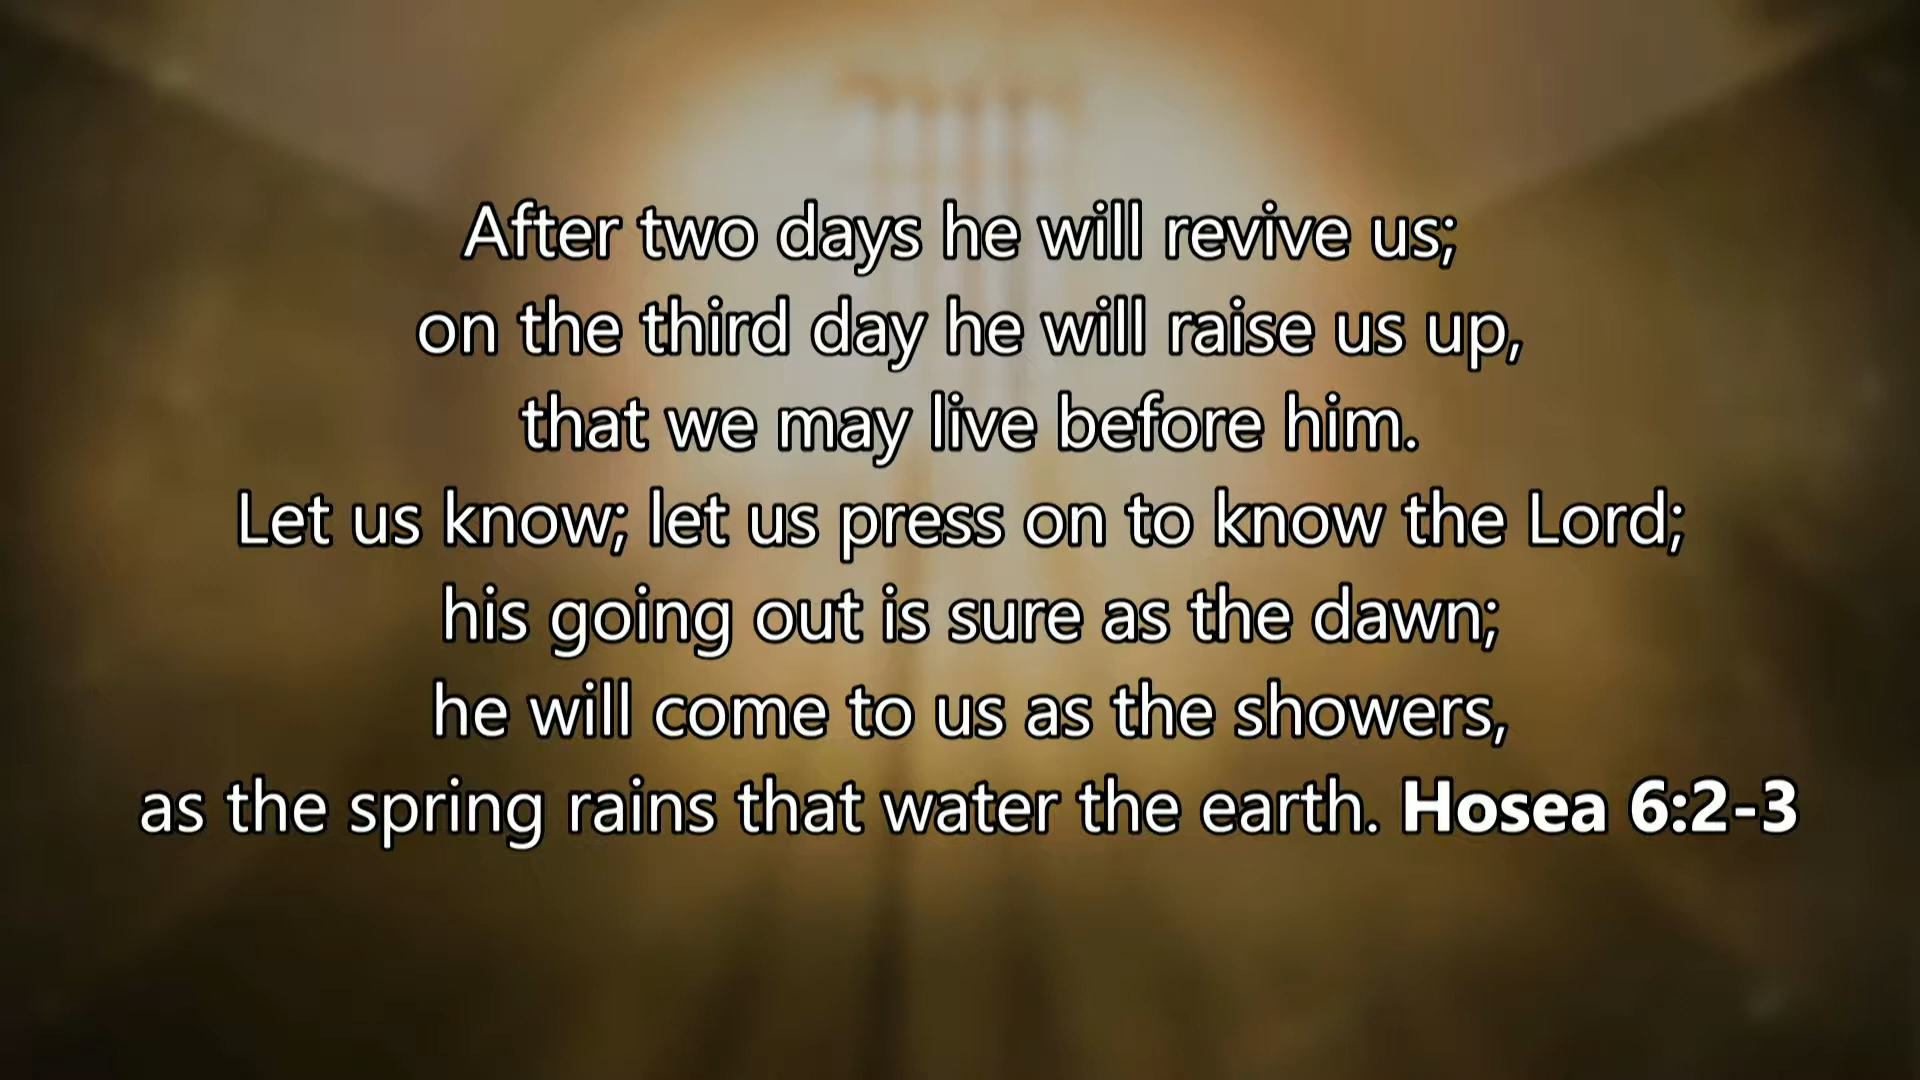 After two days he will revive us;
on the third day he will raise us up,
that we may live before him.
Let us know; let us press on to know the Lord;
his going out is sure as the dawn;
he will come to us as the showers,
as the spring rains that water the earth. Hosea 6:2-3